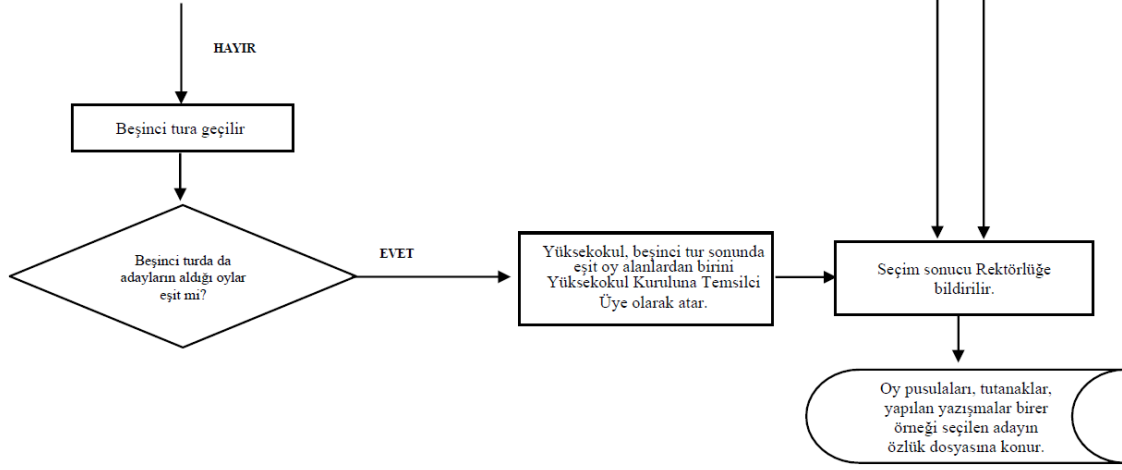 HAYIR
Beşinci tura geçilir
Beşinci turda da
adayların aldığı oylar
eşit mi?
EVET
Yüksekokul, beşinci tur sonunda
eşit oy alanlardan birini
Yüksekokul Kuruluna Temsilci
Üye olarak atar.
Seçim sonucu Rektörlüğe
bildirilir.
Oy pusulaları, tutanaklar,
yapılan yazışmalar birer
örneği seçilen adayın
özlük dosyasına konur.